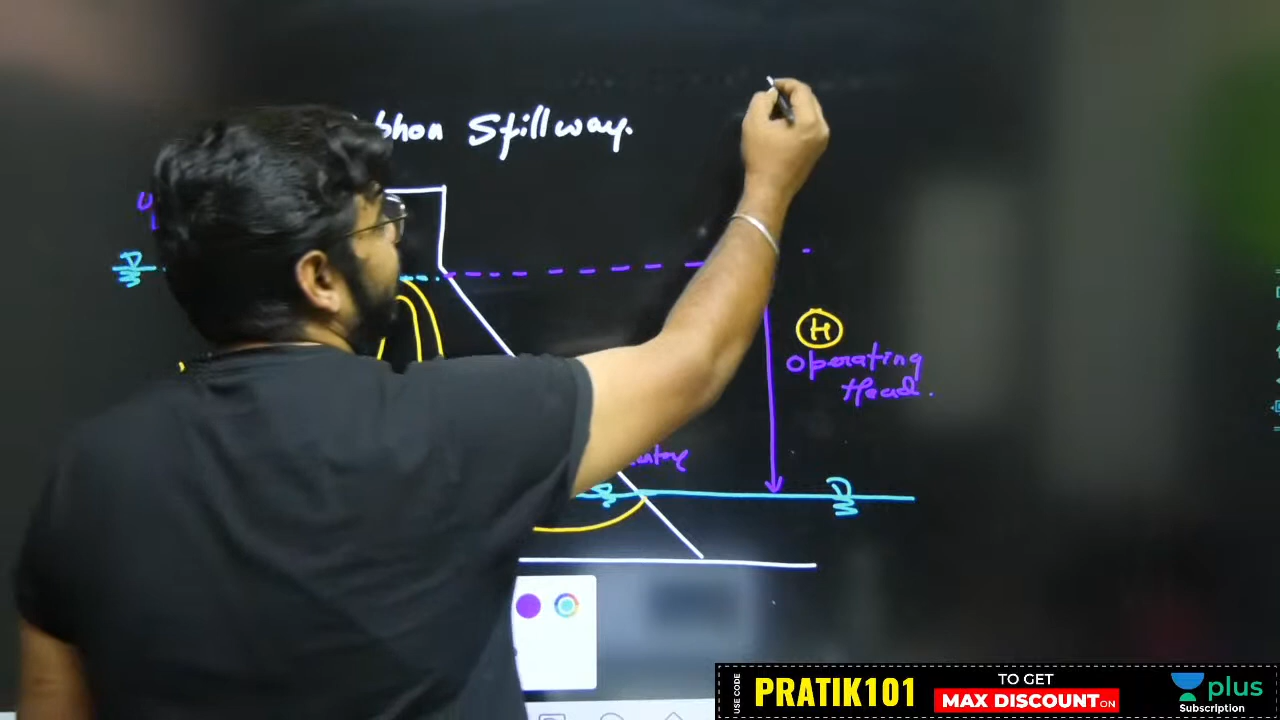 Spillway.
H
Operating
Head.
USE CODE
PRATIK101
TO GET
MAX DISCOUNT ON
plus
Subscription